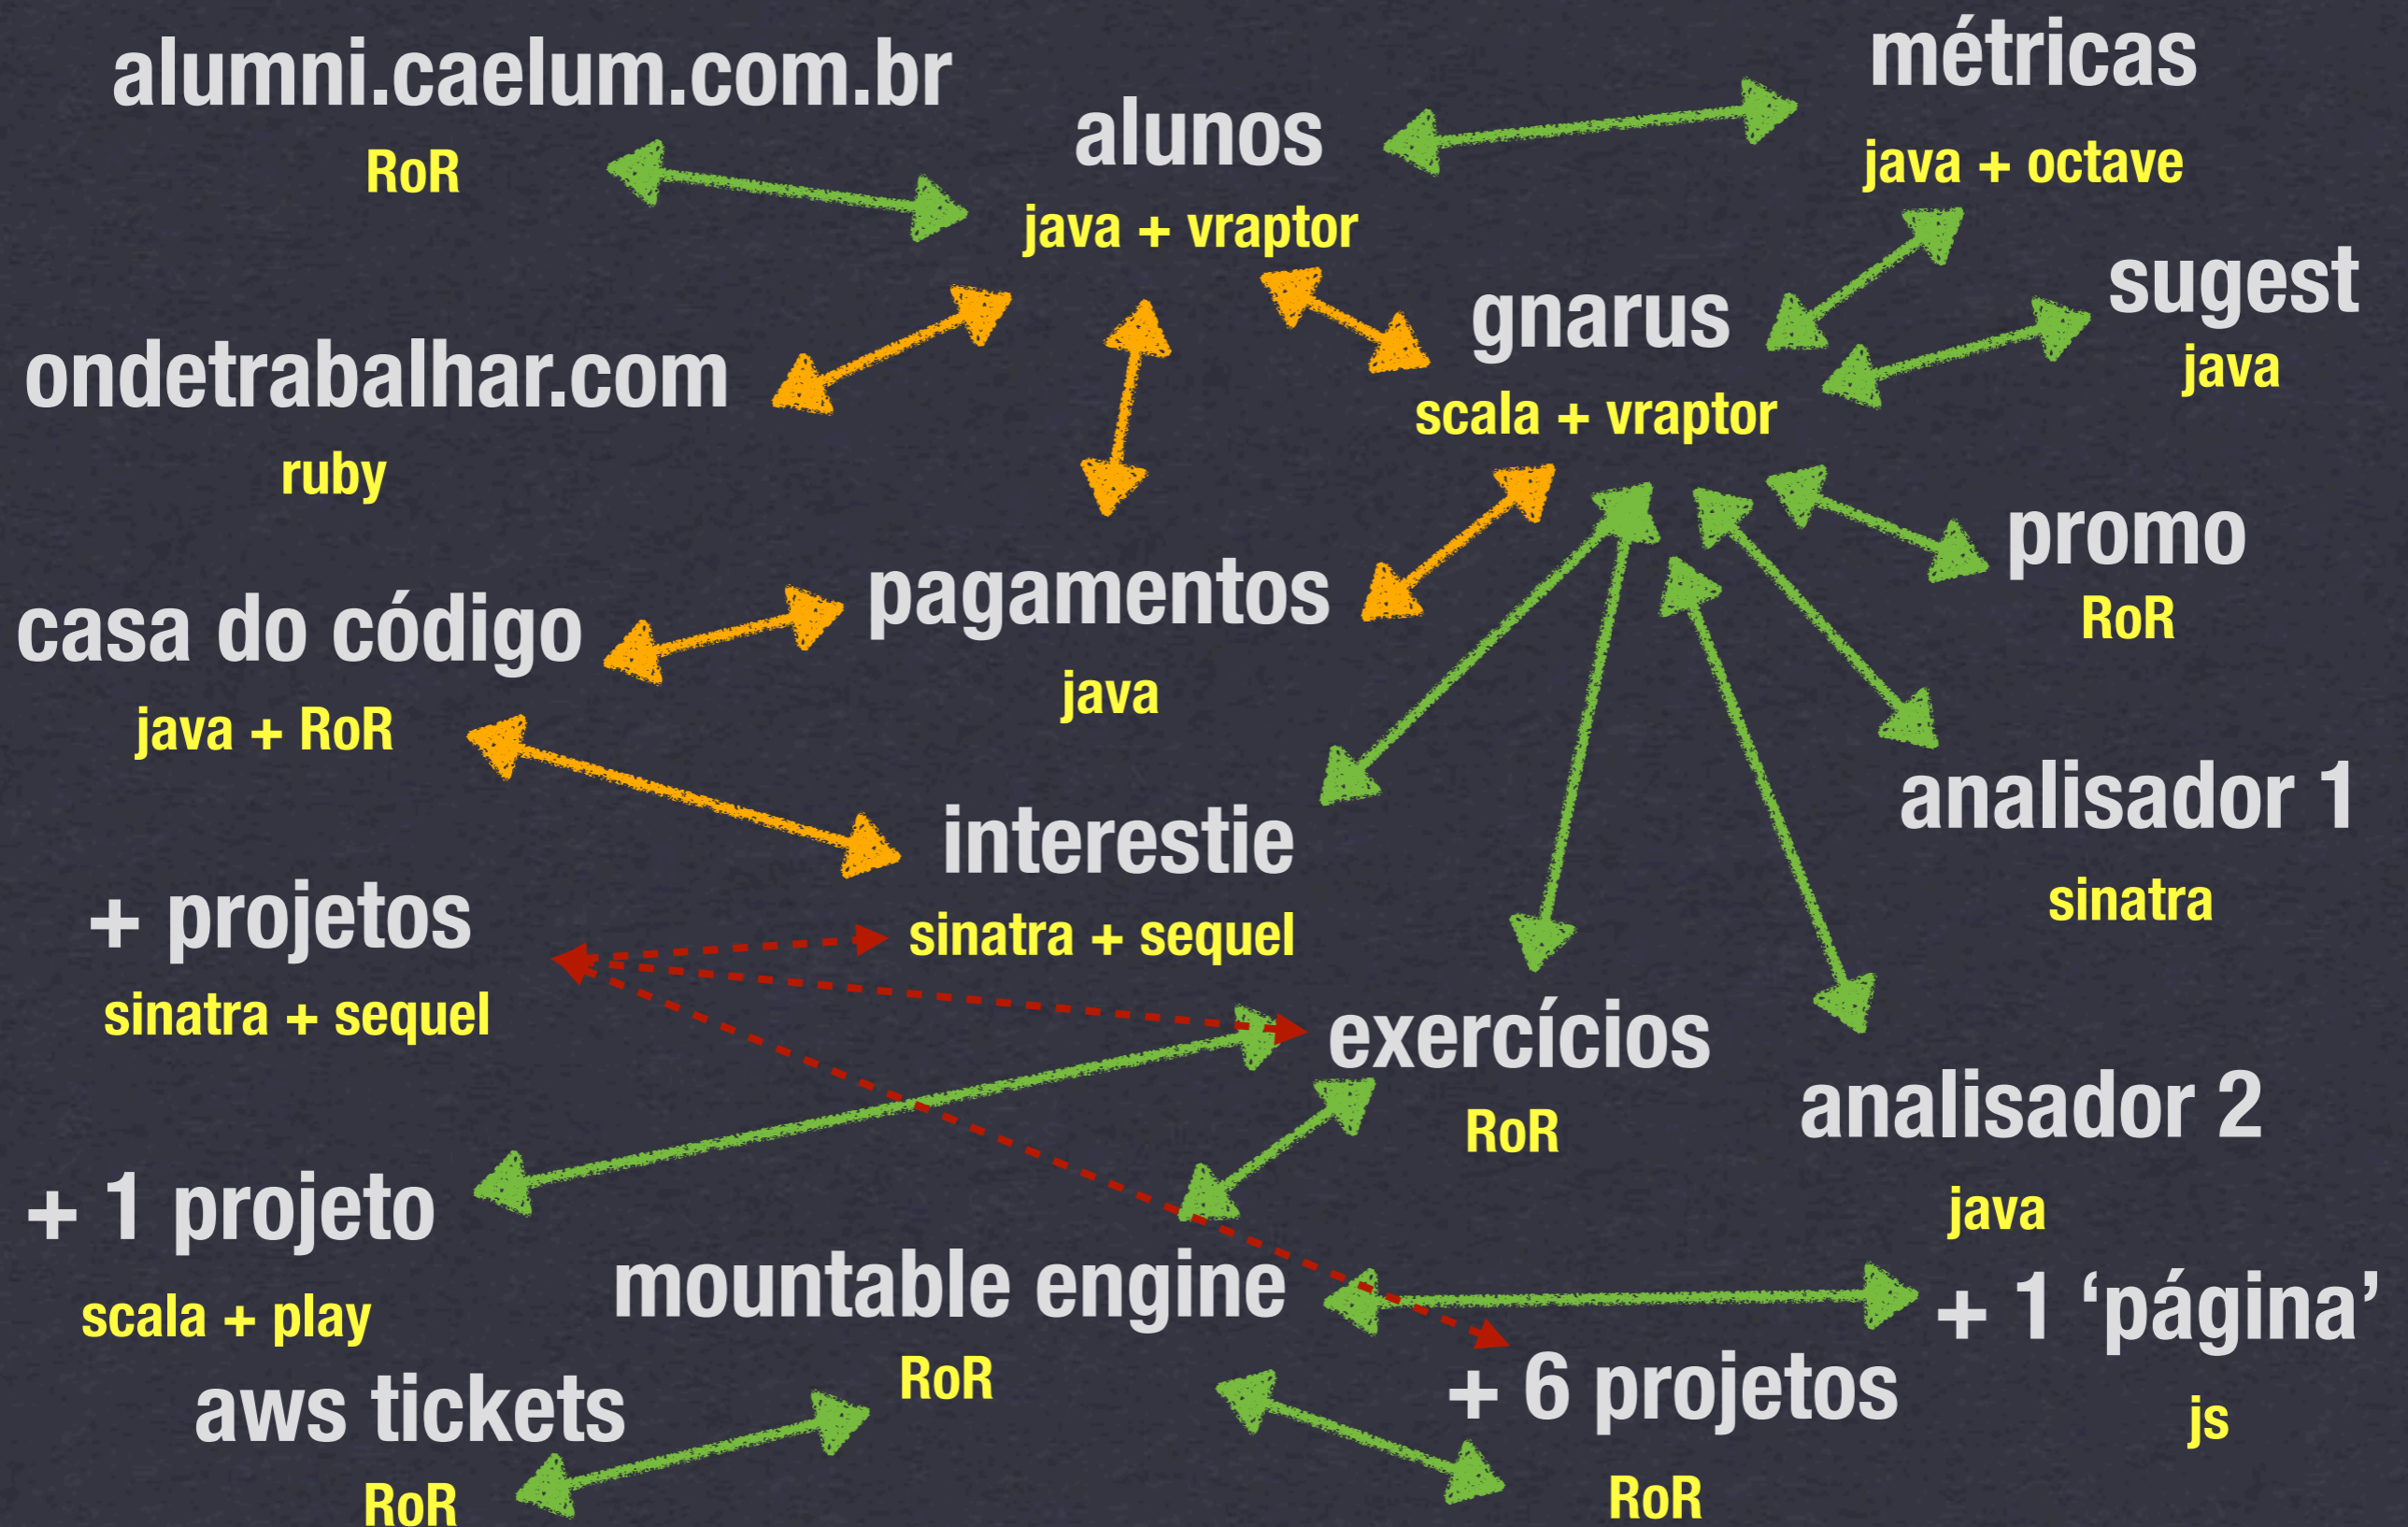 alumni.caelum.com.br
RoR
alunos
java + vraptor
métricas
java + octave
sugest
java
gnarus
scala + vraptor
ondetrabalhar.com
ruby
promo
RoR
pagamentos
java
casa do código
java + RoR
analisador 1
sinatra
interestie
sinatra + sequel
+ projetos
sinatra + sequel
exercícios
RoR
analisador 2
java
+ 1 projeto
scala + play
mountable engine
RoR
+ 1 ‘página’
js
+ 6 projetos
RoR
aws tickets
RoR